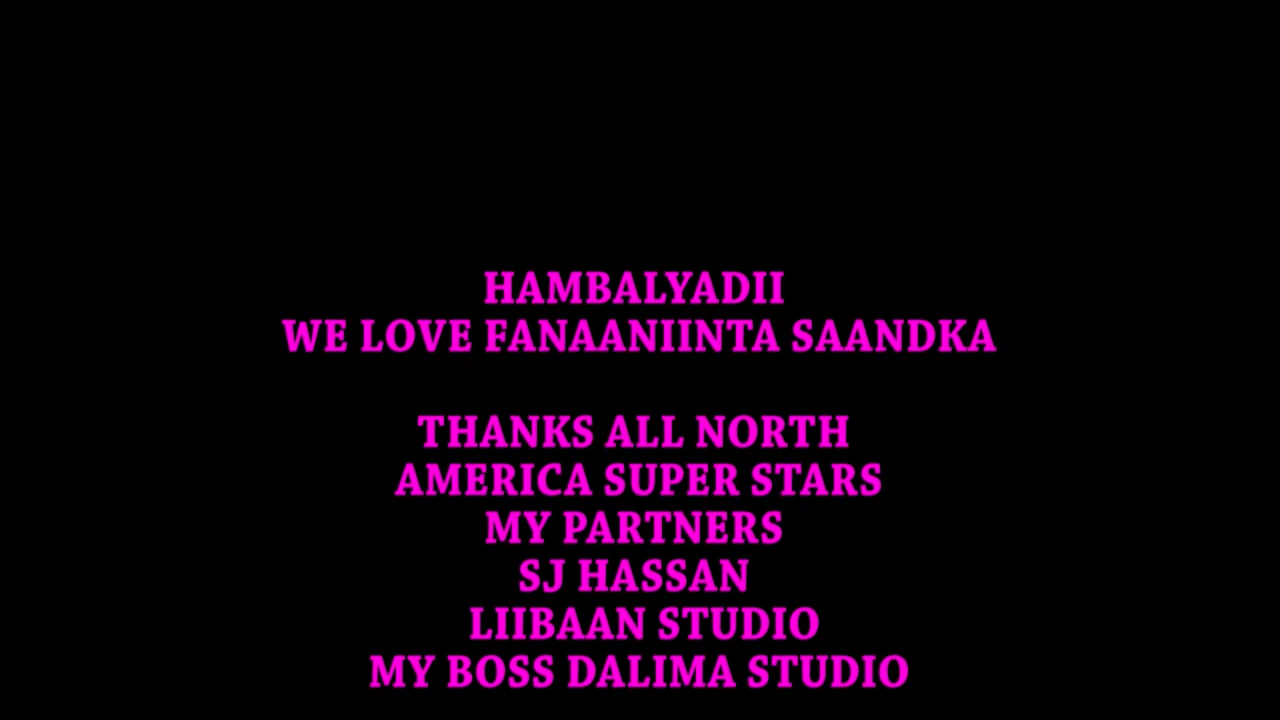 HAMBALYADII
WE LOVE FANAANIINTA SAANDKA
THANKS ALL NORTH
AMERICA SUPER STARS
MY PARTNERS
SJ HASSAN
LIIBAAN STUDIO
MY BOSS DALIMA STUDIO